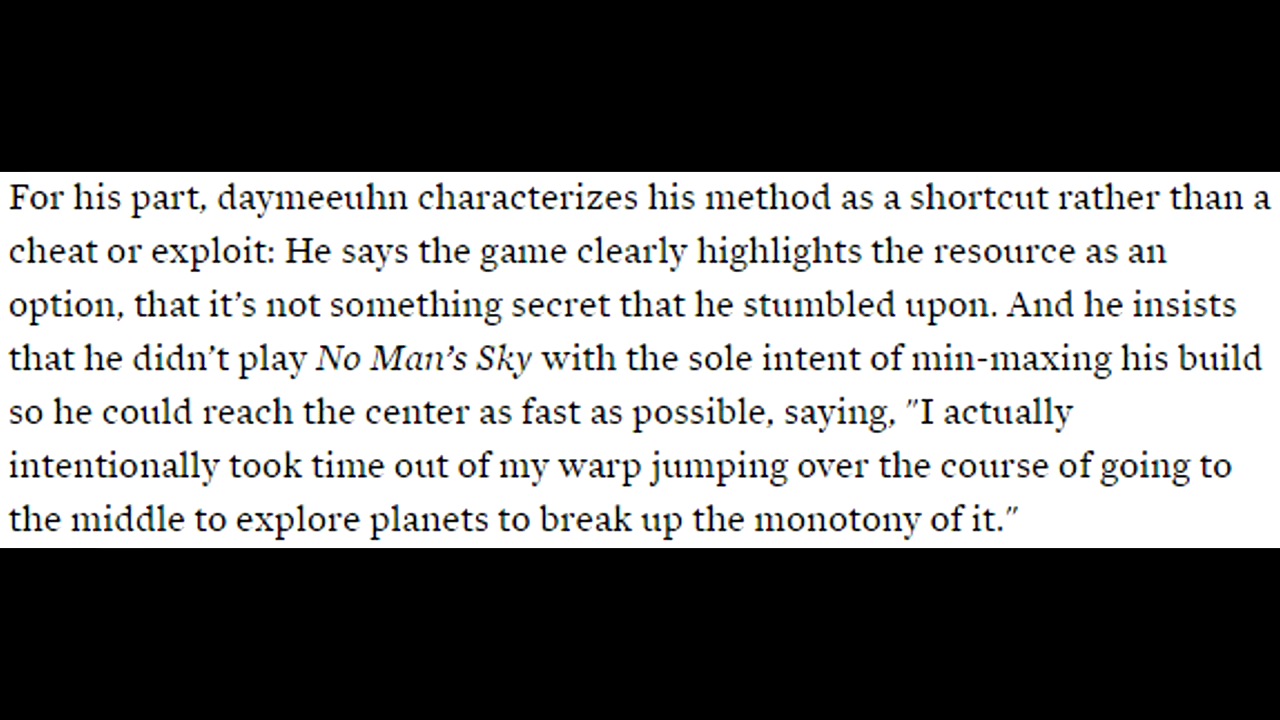 For his part, daymeeuhn characterizes his method as a shortcut rather than a
cheat or exploit: He says the game clearly highlights the resource as an
option, that it’s not something secret that he stumbled upon. And he insists
that he didn’t play No Man’s Sky with the sole intent of min-maxing his build
so he could reach the center as fast as possible, saying, "I actually
intentionally took time out of my warp jumping over the course of going to
the middle to explore planets to break up the monotony of it."